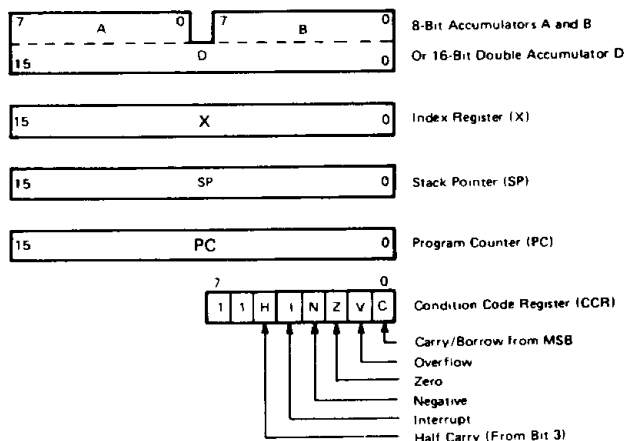 7 A 0 7 B 0 8-Bit Accumulators A and B
15 D 0 Or 16-Bit Double Accumulator D
15 X 0 Index Register (X)
15 SP 0 Stack Pointer (SP)
15 PC 0 Program Counter (PC)
7 0
1 1 H I N Z V C Condition Code Register (CCR)
Carry/Borrow from MSB
Overflow
Zero
Negative
Interrupt
Half Carry (From Bit 3)